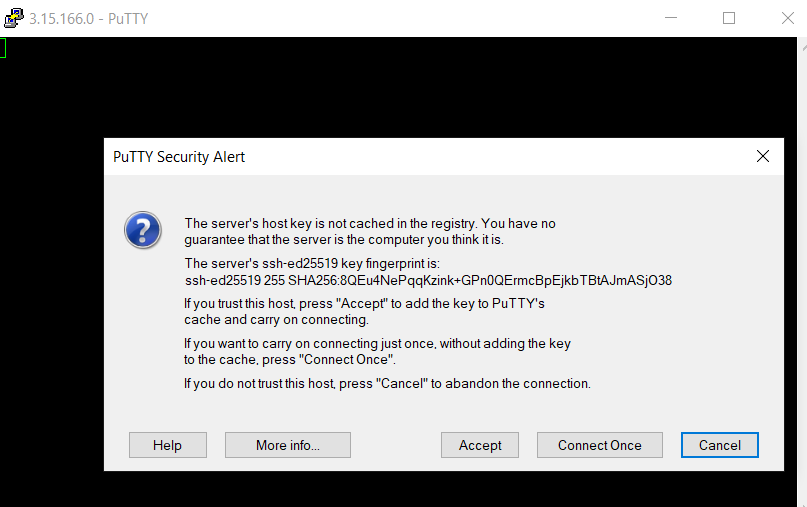 3.15.166.0 - PuTTY
PuTTY Security Alert
The server's host key is not cached in the registry. You have no
guarantee that the server is the computer you think it is.
The server's ssh-ed25519 key fingerprint is:
ssh-ed25519 255 SHA256:8QEu4NePqqKzink+GPn0QErmcBpEjkbTBtAJmASjO38
If you trust this host, press "Accept" to add the key to PuTTY's
cache and carry on connecting.
If you want to carry on connecting just once, without adding the key
to the cache, press "Connect Once".
If you do not trust this host, press "Cancel" to abandon the connection.
Help More info... Accept Connect Once Cancel